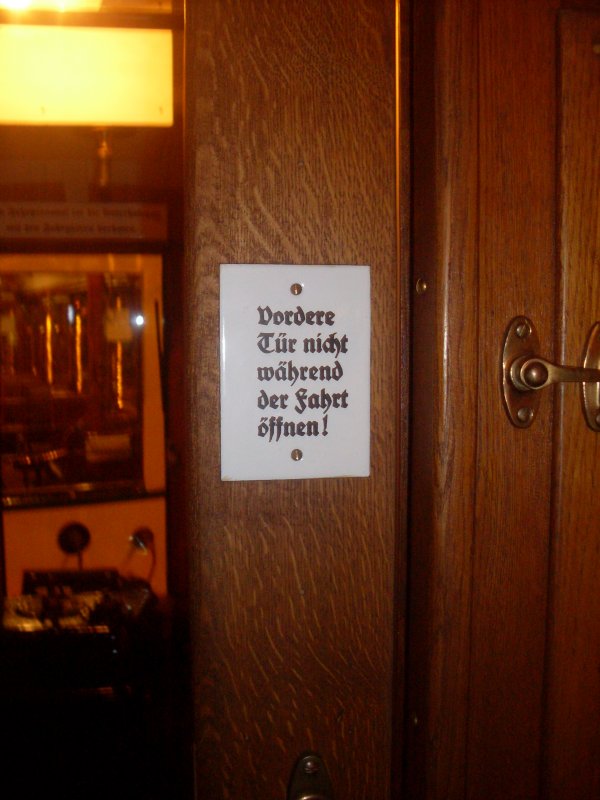 Vordere
Tür nicht
während
der Fahrt
öffnen!